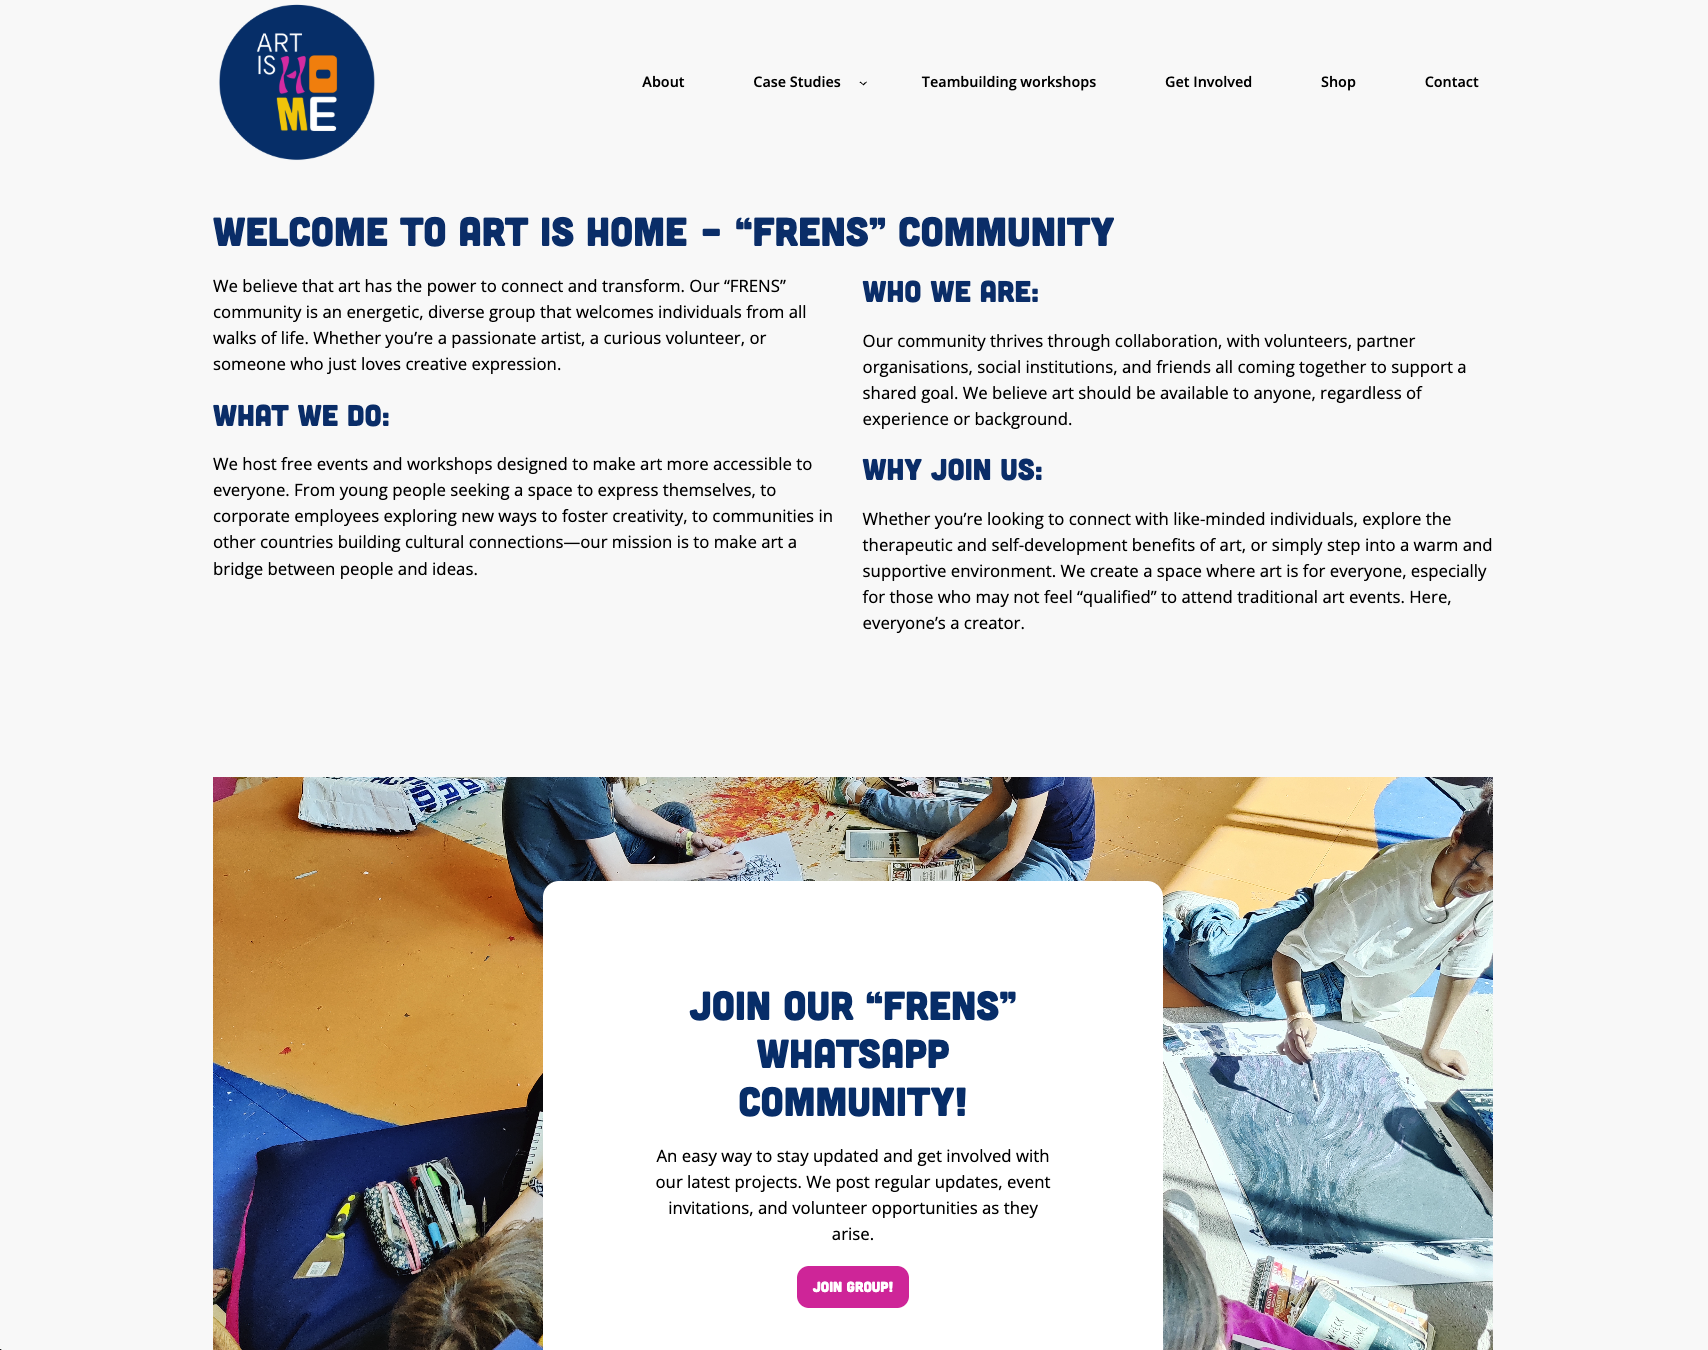 ART
IS HO
ME
About
Case Studies
Teambuilding workshops
Get Involved
Shop
Contact
WELCOME TO ART IS HOME – “FRENS” COMMUNITY
We believe that art has the power to connect and transform. Our “FRENS”
community is an energetic, diverse group that welcomes individuals from all
walks of life. Whether you’re a passionate artist, a curious volunteer, or
someone who just loves creative expression.
WHAT WE DO:
We host free events and workshops designed to make art more accessible to
everyone. From young people seeking a space to express themselves, to
corporate employees exploring new ways to foster creativity, to communities in
other countries building cultural connections—our mission is to make art a
bridge between people and ideas.
WHO WE ARE:
Our community thrives through collaboration, with volunteers, partner
organisations, social institutions, and friends all coming together to support a
shared goal. We believe art should be available to anyone, regardless of
experience or background.
WHY JOIN US:
Whether you’re looking to connect with like-minded individuals, explore the
therapeutic and self-development benefits of art, or simply step into a warm and
supportive environment. We create a space where art is for everyone, especially
for those who may not feel “qualified” to attend traditional art events. Here,
everyone’s a creator.
JOIN OUR “FRENS”
WHATSAPP
COMMUNITY!
An easy way to stay updated and get involved with
our latest projects. We post regular updates, event
invitations, and volunteer opportunities as they
arise.
JOIN GROUP!
WRECK
THIS
JOURNAL